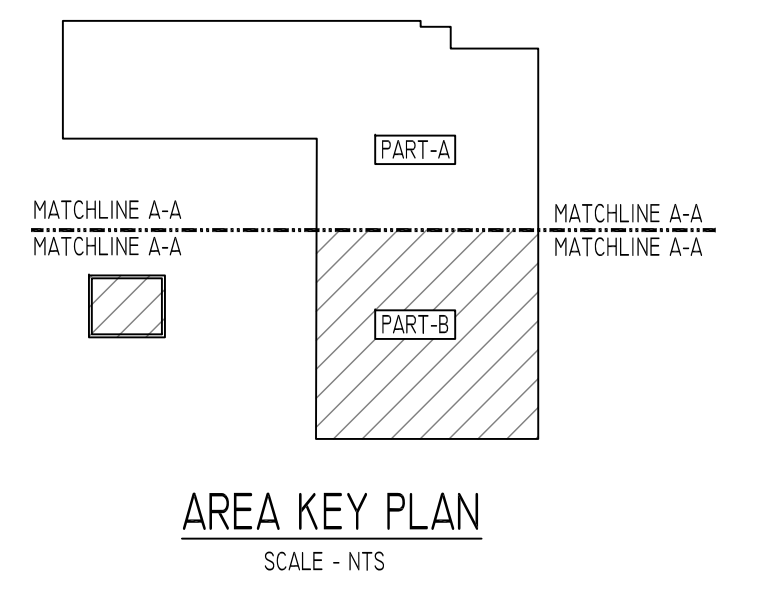 PART-A
MATCHLINE A-A
MATCHLINE A-A
MATCHLINE A-A
MATCHLINE A-A
PART-B
AREA KEY PLAN
SCALE - NTS